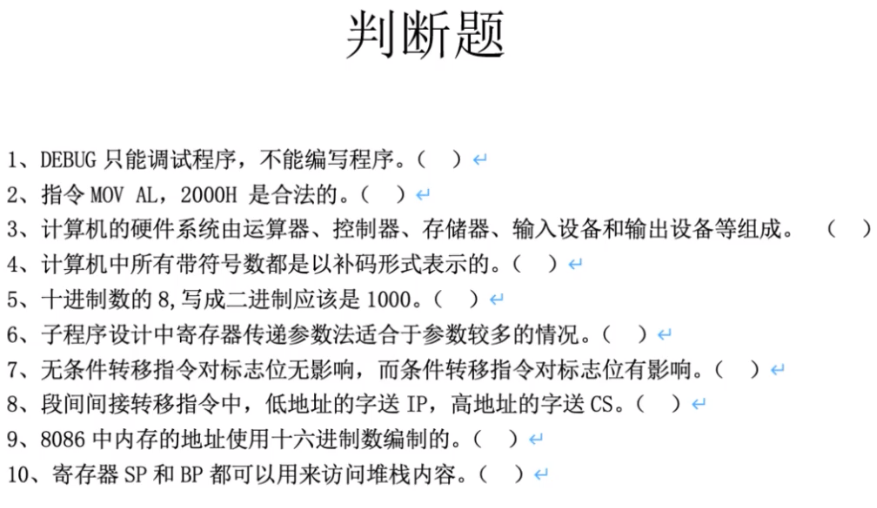 判断题
1、DEBUG 只能调试程序，不能编写程序。（ ）↵
2、指令 MOV AL，2000H 是合法的。（ ）↵
3、计算机的硬件系统由运算器、控制器、存储器、输入设备和输出设备等组成。 （ ）
4、计算机中所有带符号数都是以补码形式表示的。（ ）↵
5、十进制数的 8,写成二进制应该是 1000。（ ）↵
6、子程序设计中寄存器传递参数法适合于参数较多的情况。（ ）↵
7、无条件转移指令对标志位无影响，而条件转移指令对标志位有影响。（ ）↵
8、段间间接转移指令中，低地址的字送 IP，高地址的字送 CS。（ ）↵
9、8086 中内存的地址使用十六进制数编制的。（ ）↵
10、寄存器 SP 和 BP 都可以用来访问堆栈内容。（ ）↵